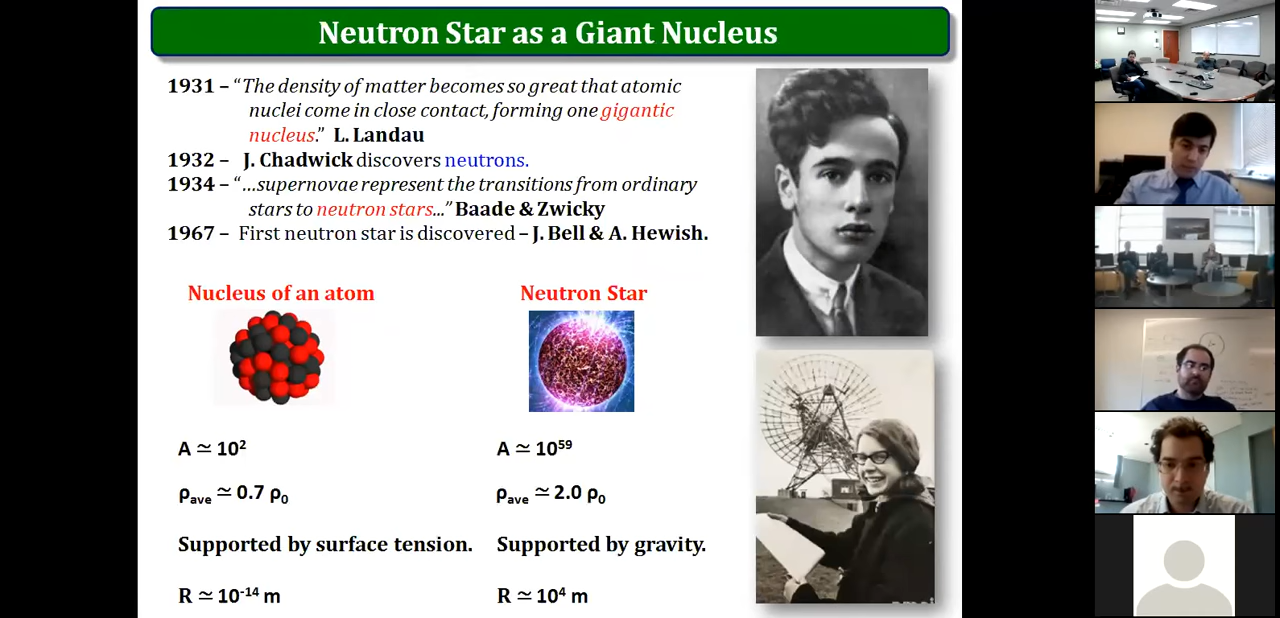 Neutron Star as a Giant Nucleus
1931 – “The density of matter becomes so great that atomic
nuclei come in close contact, forming one gigantic
nucleus.” L. Landau
1932 – J. Chadwick discovers neutrons.
1934 – “...supernovae represent the transitions from ordinary
stars to neutron stars...” Baade & Zwicky
1967 – First neutron star is discovered – J. Bell & A. Hewish.
Nucleus of an atom
Neutron Star
A ≃ 10²
A ≃ 10⁵⁹
ρave ≃ 0.7 ρ0
ρave ≃ 2.0 ρ0
Supported by surface tension.
Supported by gravity.
R ≃ 10⁻¹⁴ m
R ≃ 10⁴ m